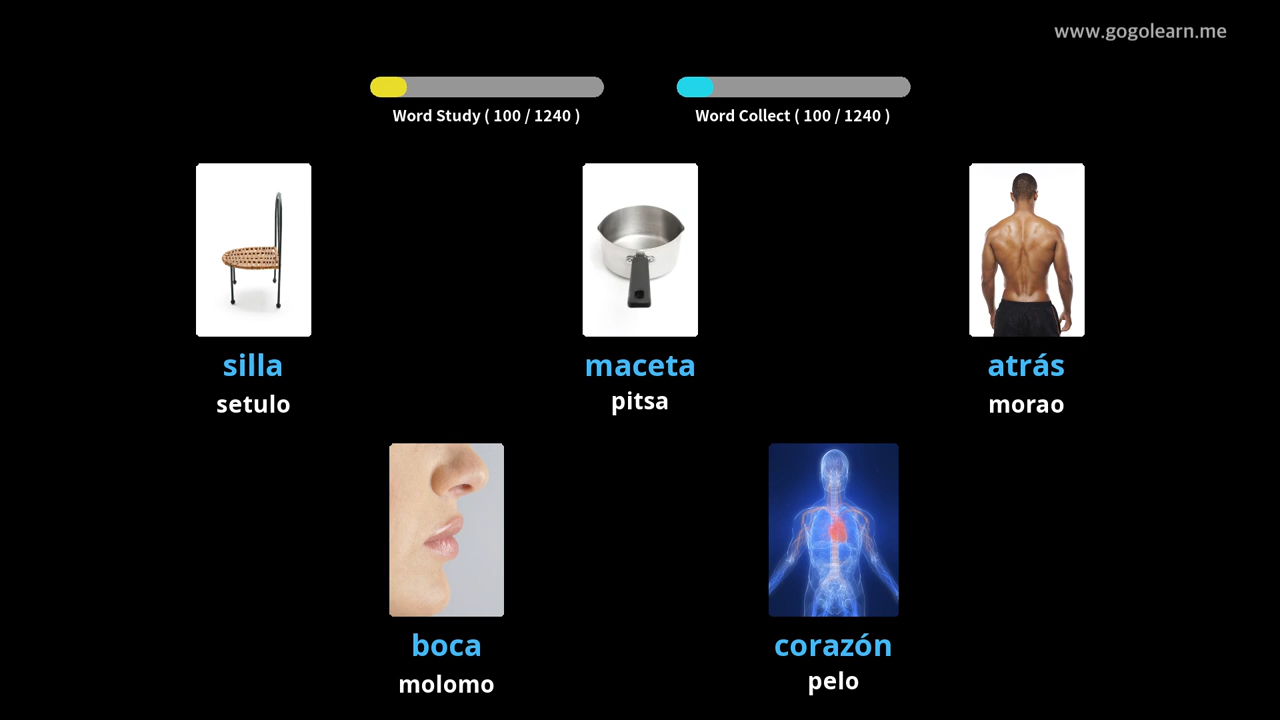 www.gogolearn.me
Word Study ( 100 / 1240 )
Word Collect ( 100 / 1240 )
silla
setulo
maceta
pitsa
atrás
morao
boca
molomo
corazón
pelo